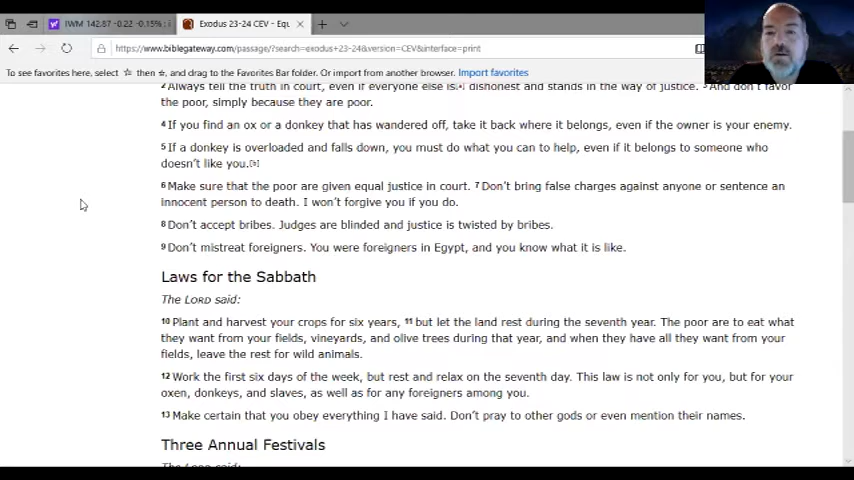 IWM 142.87 -0.22 -0.15% : i
Exodus 23-24 CEV - Equ
https://www.biblegateway.com/passage/?search=exodus+23-24&version=CEV&interface=print
To see favorites here, select ☆ then, and drag to the Favorites Bar folder. Or import from another browser. Import favorites
2 Always tell the truth in court, even if everyone else is[a] dishonest and stands in the way of justice. 3 And don't favor
the poor, simply because they are poor.
4 If you find an ox or a donkey that has wandered off, take it back where it belongs, even if the owner is your enemy.
5 If a donkey is overloaded and falls down, you must do what you can to help, even if it belongs to someone who
doesn't like you.[b]
6 Make sure that the poor are given equal justice in court. 7 Don't bring false charges against anyone or sentence an
innocent person to death. I won't forgive you if you do.
8 Don't accept bribes. Judges are blinded and justice is twisted by bribes.
9 Don't mistreat foreigners. You were foreigners in Egypt, and you know what it is like.
Laws for the Sabbath
The LORD said:
10 Plant and harvest your crops for six years, 11 but let the land rest during the seventh year. The poor are to eat what
they want from your fields, vineyards, and olive trees during that year, and when they have all they want from your
fields, leave the rest for wild animals.
12 Work the first six days of the week, but rest and relax on the seventh day. This law is not only for you, but for your
oxen, donkeys, and slaves, as well as for any foreigners among you.
13 Make certain that you obey everything I have said. Don't pray to other gods or even mention their names.
Three Annual Festivals
The LORD said: